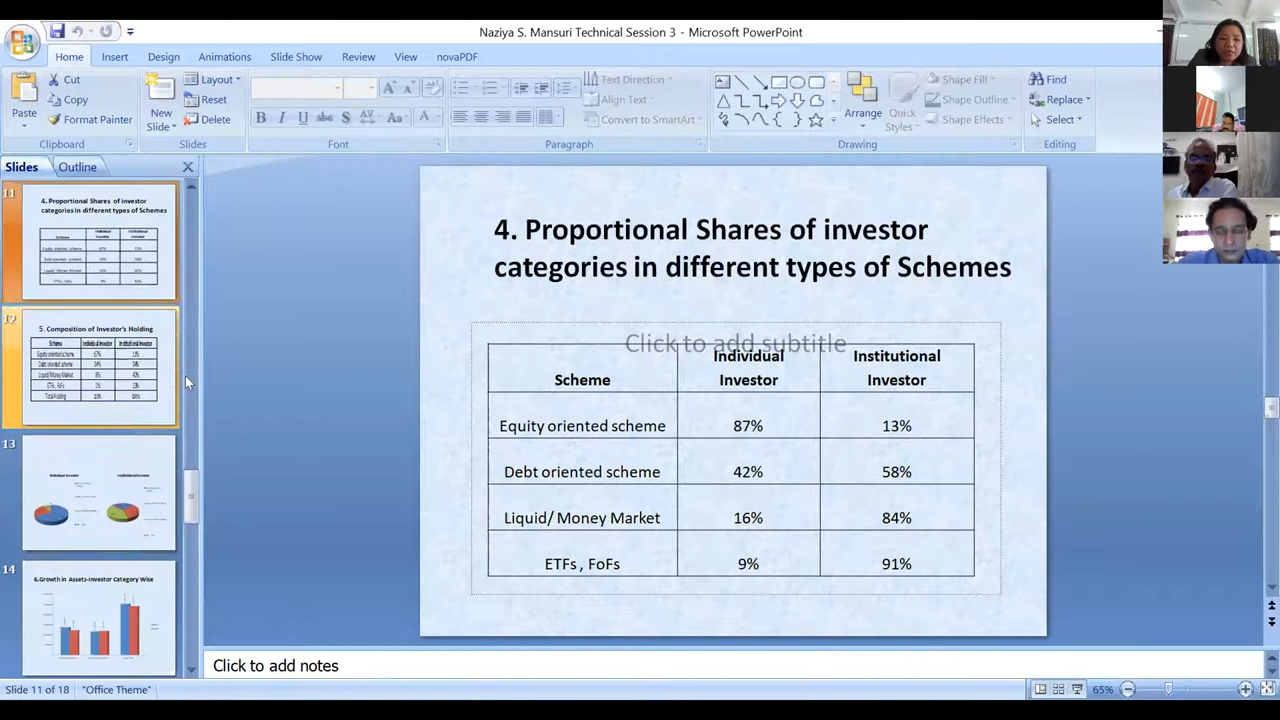 Naziya S. Mansuri Technical Session 3 - Microsoft PowerPoint
Home Insert Design Animations Slide Show Review View novaPDF
Cut
Copy
Format Painter
Paste
Clipboard
New Slide
Layout
Reset
Delete
Slides
Font
Text Direction
Align Text
Convert to SmartArt
Paragraph
Arrange
Quick Styles
Shape Fill
Shape Outline
Shape Effects
Drawing
Find
Replace
Select
Editing
Slides Outline
11
4. Proportional Shares of investor
categories in different types of Schemes
12
5. Composition of Investor's Holding
13
14
6.Growth in Assets-Investor Category Wise
4. Proportional Shares of investor
categories in different types of Schemes
Click to add subtitle
Scheme Individual Investor Institutional Investor
Equity oriented scheme 87% 13%
Debt oriented scheme 42% 58%
Liquid/ Money Market 16% 84%
ETFs , FoFs 9% 91%
Click to add notes
Slide 11 of 18 "Office Theme" 65%